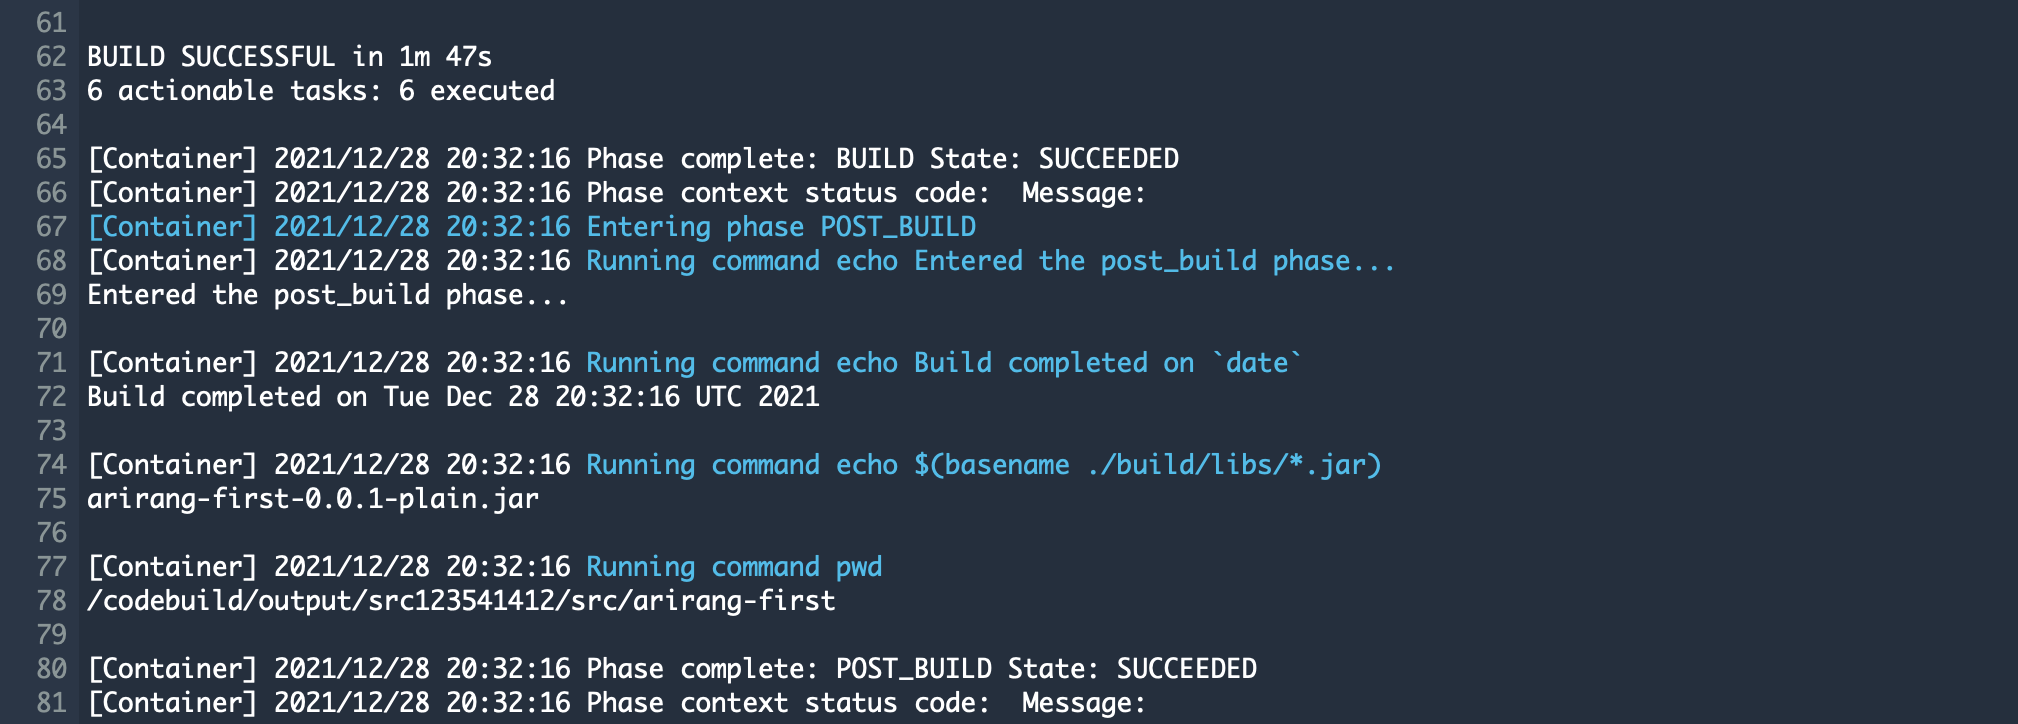 61
62 BUILD SUCCESSFUL in 1m 47s
63 6 actionable tasks: 6 executed
64
65 [Container] 2021/12/28 20:32:16 Phase complete: BUILD State: SUCCEEDED
66 [Container] 2021/12/28 20:32:16 Phase context status code:  Message:
67 [Container] 2021/12/28 20:32:16 Entering phase POST_BUILD
68 [Container] 2021/12/28 20:32:16 Running command echo Entered the post_build phase...
69 Entered the post_build phase...
70
71 [Container] 2021/12/28 20:32:16 Running command echo Build completed on `date`
72 Build completed on Tue Dec 28 20:32:16 UTC 2021
73
74 [Container] 2021/12/28 20:32:16 Running command echo $(basename ./build/libs/*.jar)
75 arirang-first-0.0.1-plain.jar
76
77 [Container] 2021/12/28 20:32:16 Running command pwd
78 /codebuild/output/src123541412/src/arirang-first
79
80 [Container] 2021/12/28 20:32:16 Phase complete: POST_BUILD State: SUCCEEDED
81 [Container] 2021/12/28 20:32:16 Phase context status code:  Message: